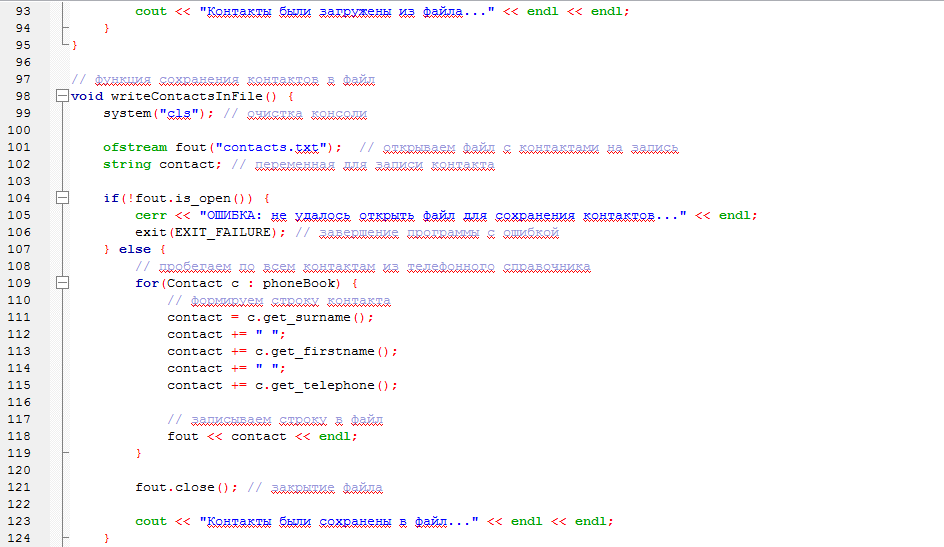 93 cout << "Контакты были загружены из файла..." << endl << endl;
94 }
95 }
96
97 // функция сохранения контактов в файл
98 void writeContactsInFile() {
99 system("cls"); // очистка консоли
100
101 ofstream fout("contacts.txt"); // открываем файл с контактами на запись
102 string contact; // переменная для записи контакта
103
104 if(!fout.is_open()) {
105 cerr << "ОШИБКА: не удалось открыть файл для сохранения контактов..." << endl;
106 exit(EXIT_FAILURE); // завершение программы с ошибкой
107 } else {
108 // пробегаем по всем контактам из телефонного справочника
109 for(Contact c : phoneBook) {
110 // формируем строку контакта
111 contact = c.get_surname();
112 contact += " ";
113 contact += c.get_firstname();
114 contact += " ";
115 contact += c.get_telephone();
116
117 // записываем строку в файл
118 fout << contact << endl;
119 }
120
121 fout.close(); // закрытие файла
122
123 cout << "Контакты были сохранены в файл..." << endl << endl;
124 }